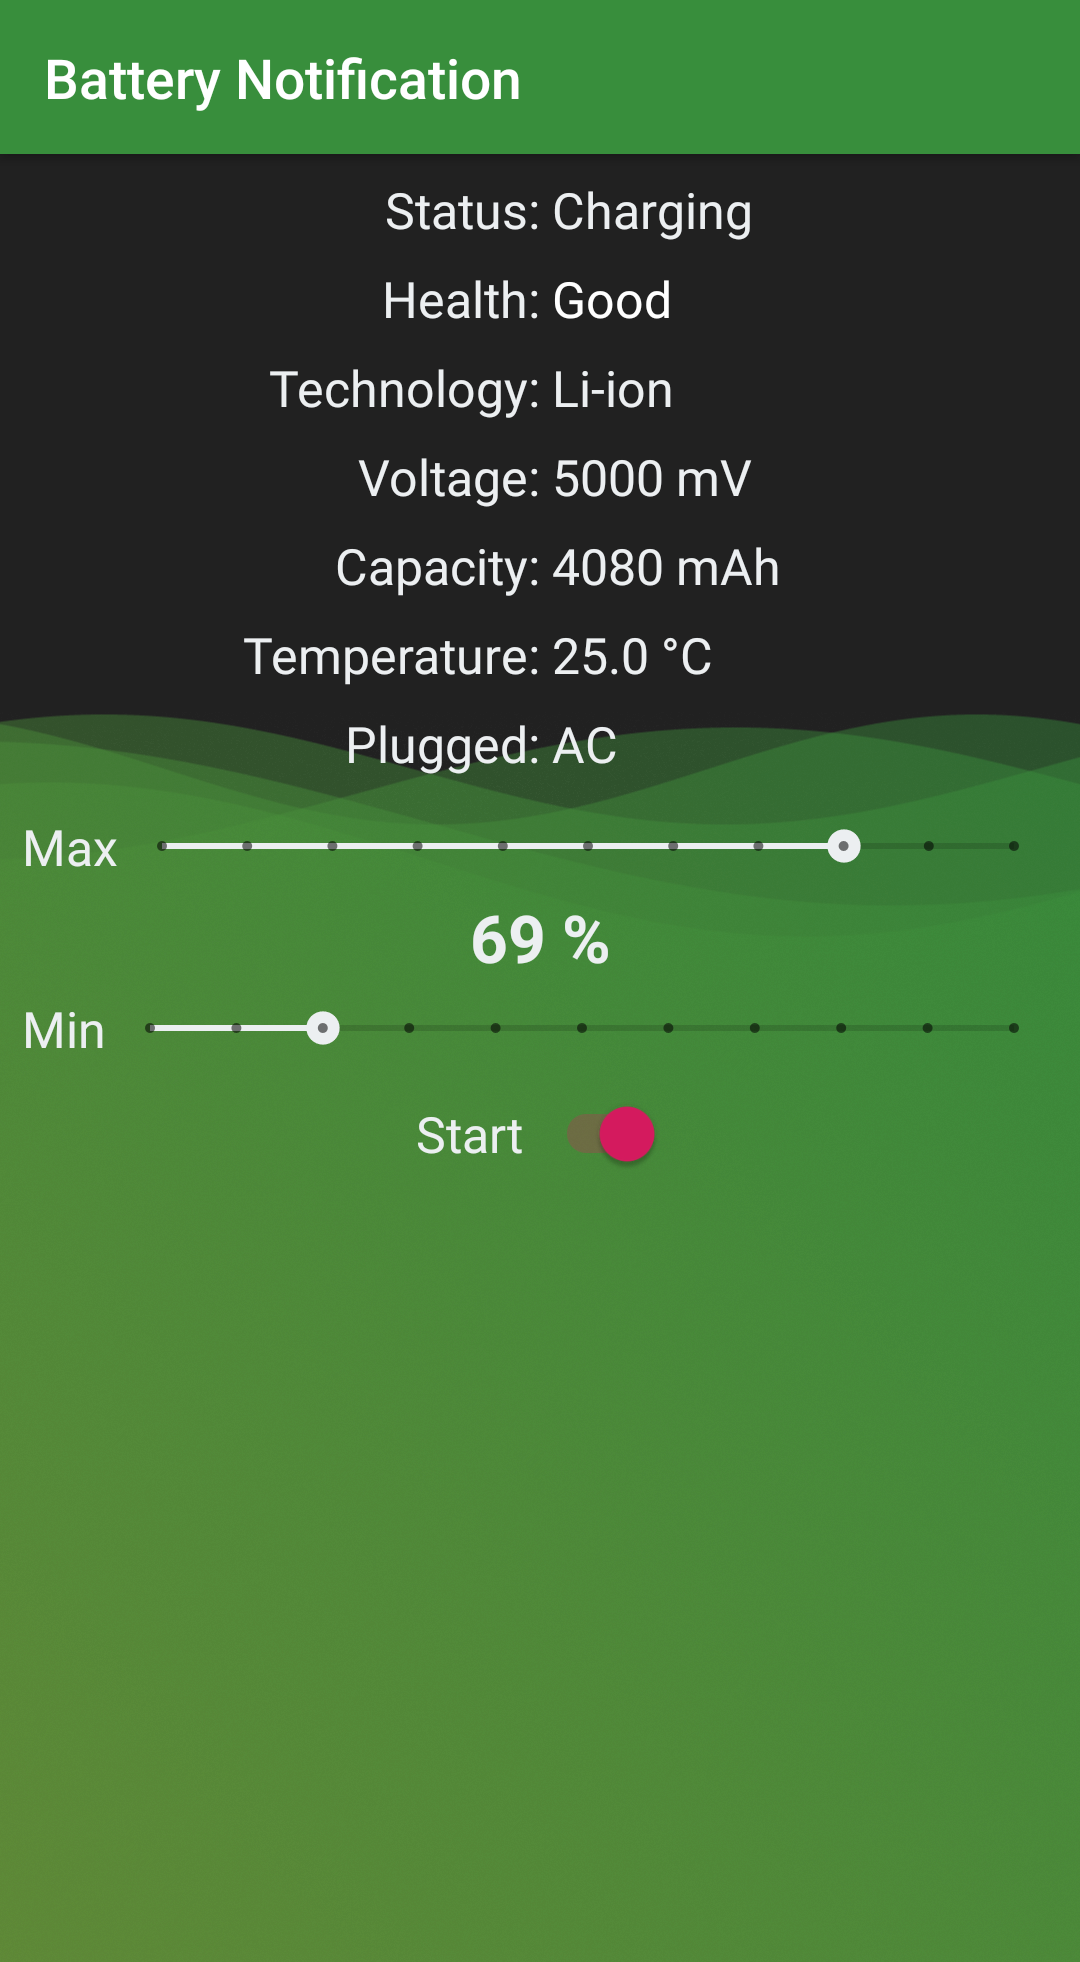 Battery Notification
Status: Charging
Health: Good
Technology: Li-ion
Voltage: 5000 mV
Capacity: 4080 mAh
Temperature: 25.0 °C
Plugged: AC
Max
69 %
Min
Start